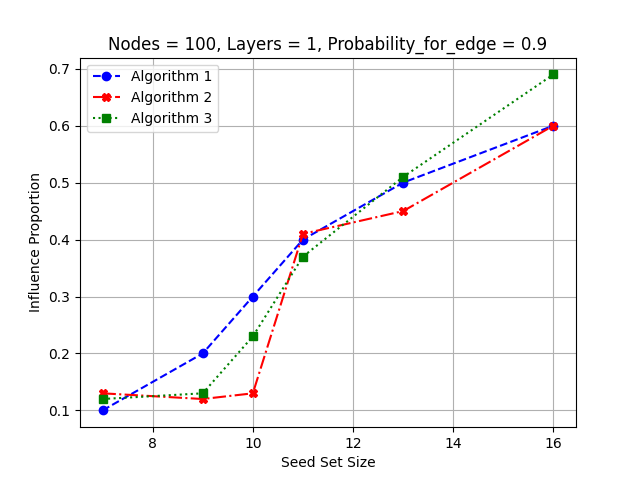 Nodes = 100, Layers = 1, Probability_for_edge = 0.9
Algorithm 1
Algorithm 2
Algorithm 3
0.7
0.6
0.5
0.4
0.3
0.2
0.1
Influence Proportion
8 10 12 14 16
Seed Set Size